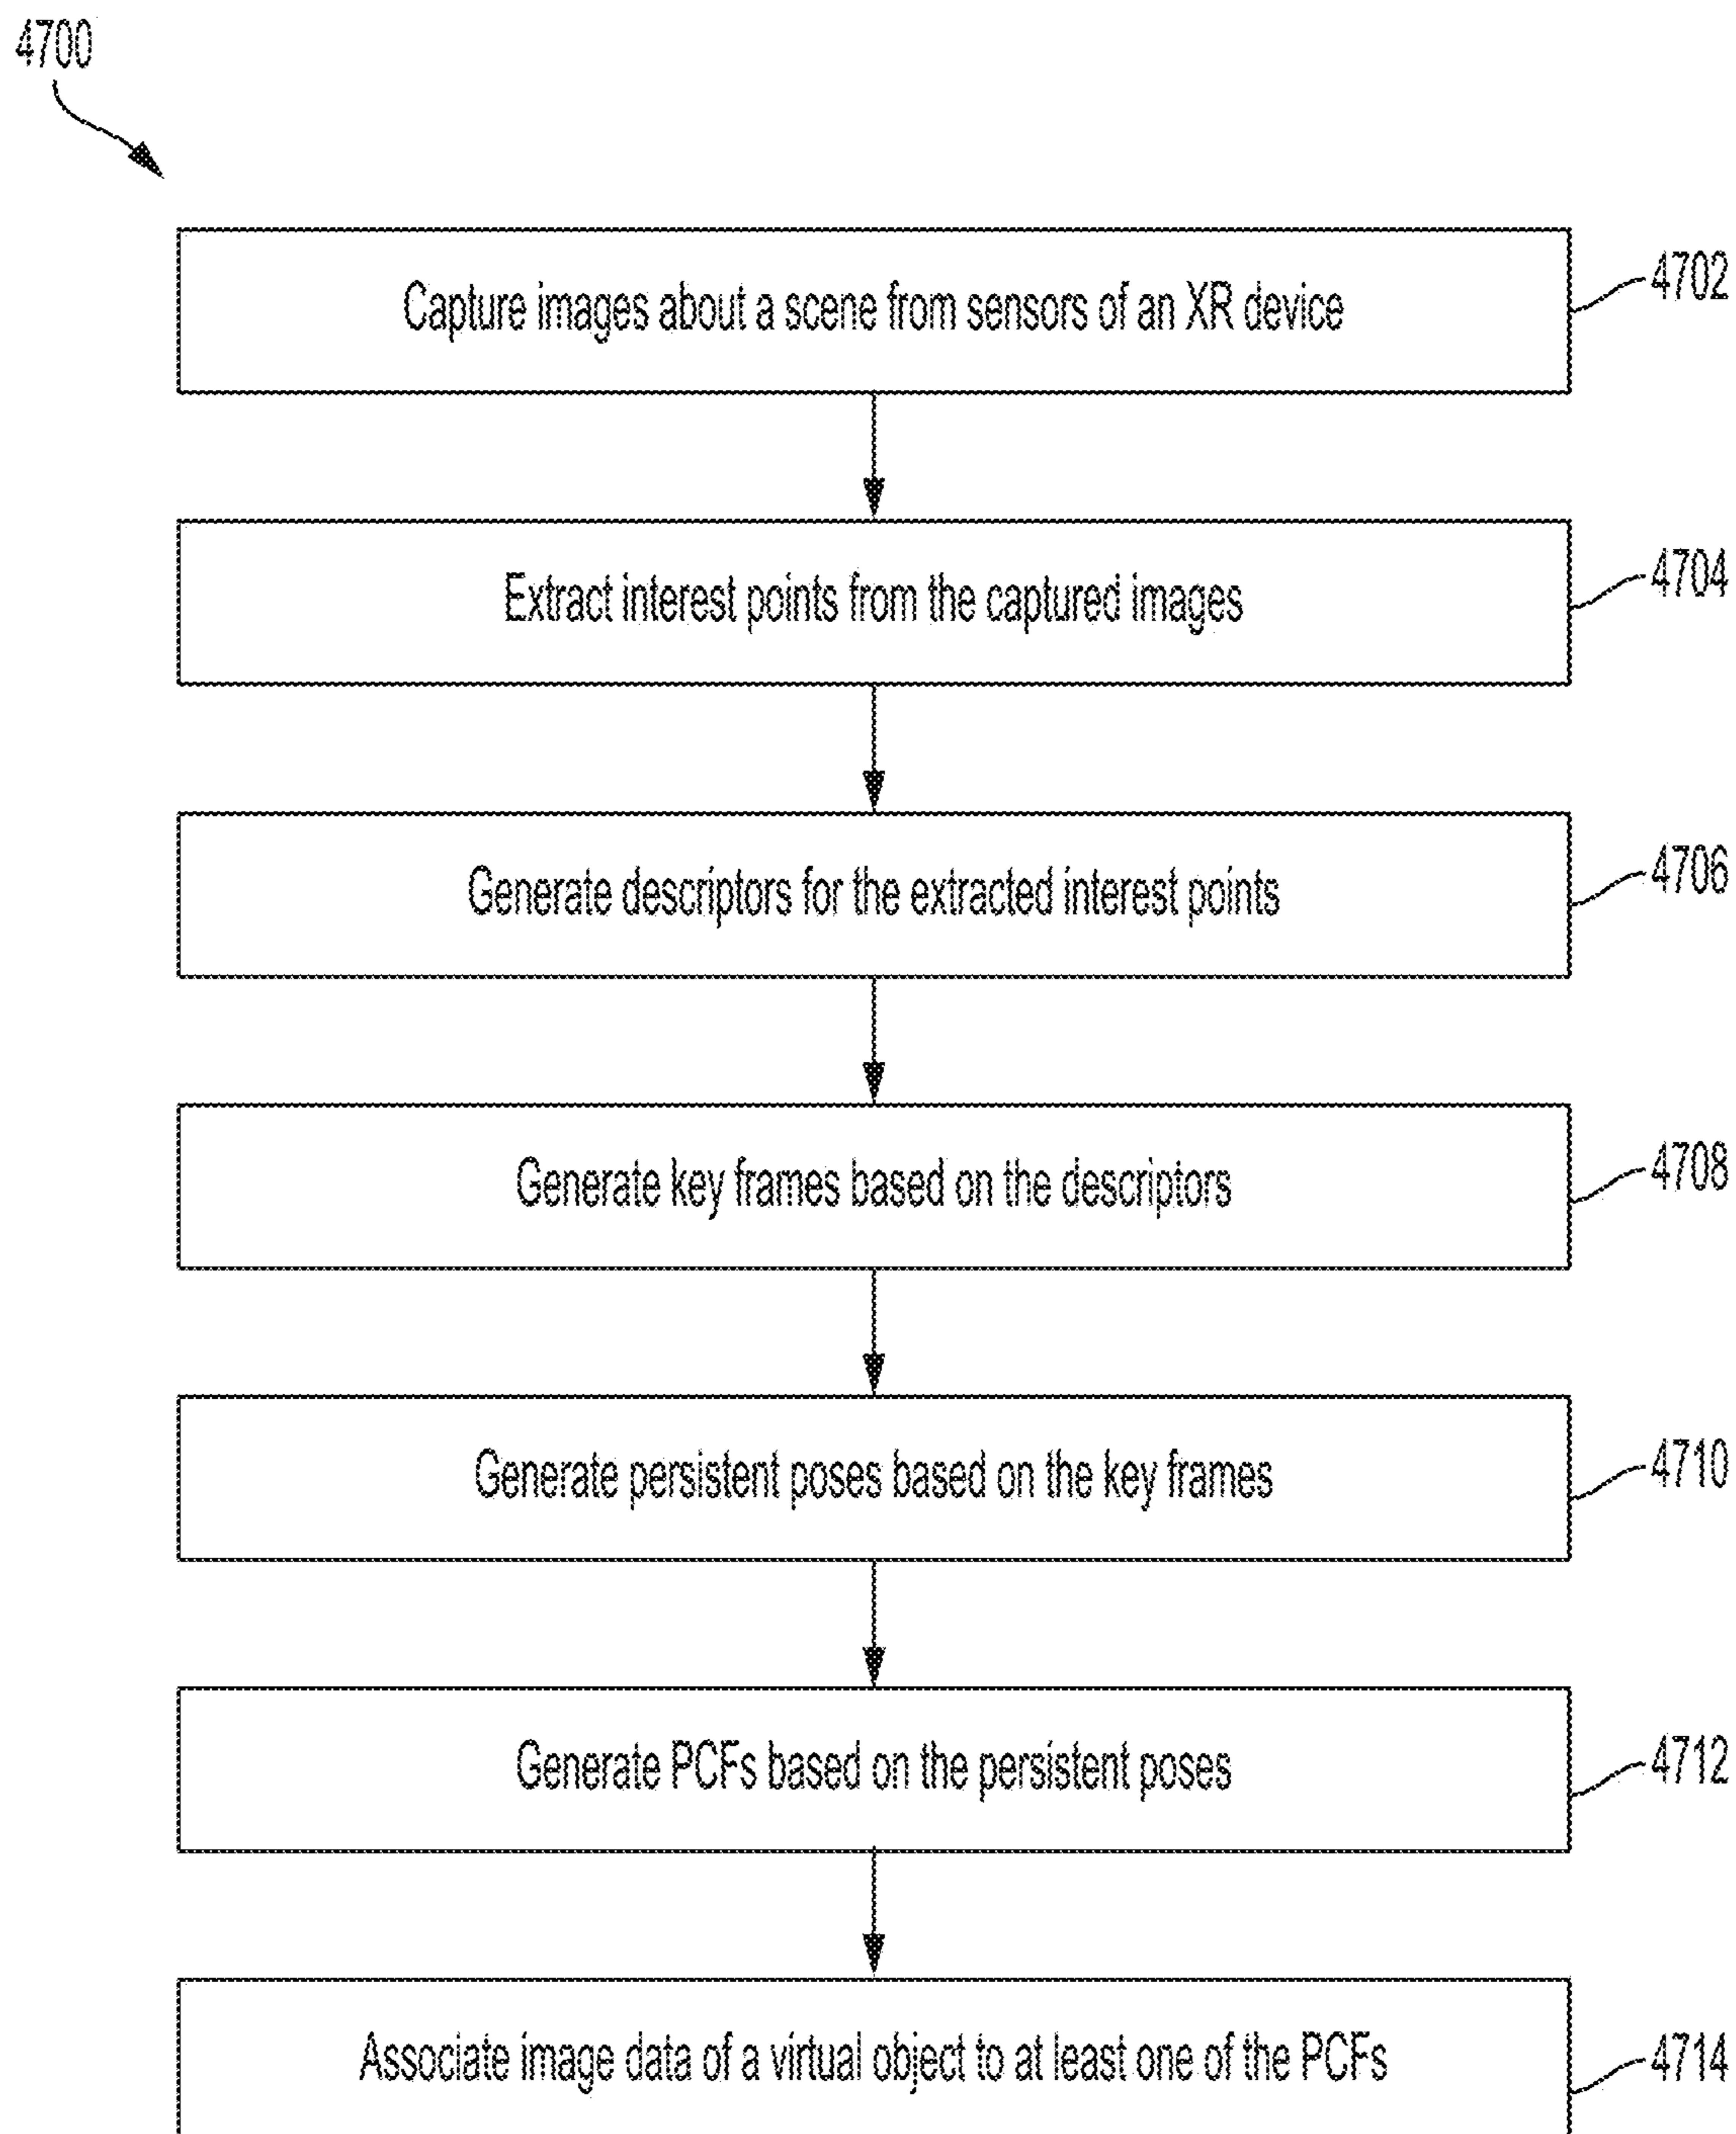 4700
Capture images about a scene from sensors of an XR device
4702
Extract interest points from the captured images
4704
Generate descriptors for the extracted interest points
4706
Generate key frames based on the descriptors
4708
Generate persistent poses based on the key frames
4710
Generate PCFs based on the persistent poses
4712
Associate image data of a virtual object to at least one of the PCFs
4714